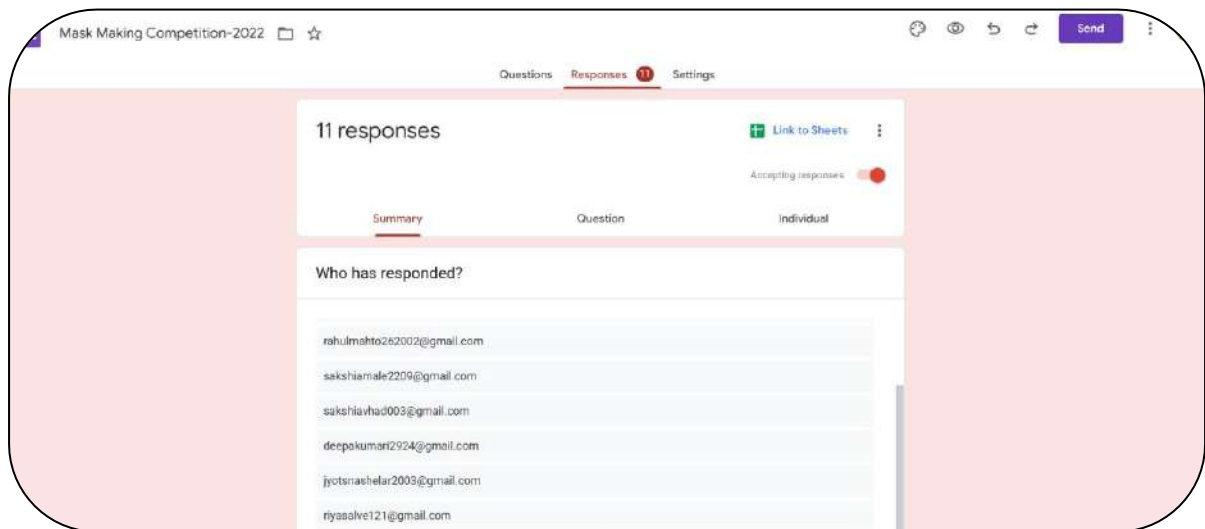 Mask Making Competition-2022
Send
Questions Responses 11 Settings
11 responses
Link to Sheets
Accepting responses
Summary Question Individual
Who has responded?
rahulmahto262002@gmail.com
sakshiamale2209@gmail.com
sakshiavhad003@gmail.com
deepakumari2924@gmail.com
jyotsnashelar2003@gmail.com
riyasalve121@gmail.com